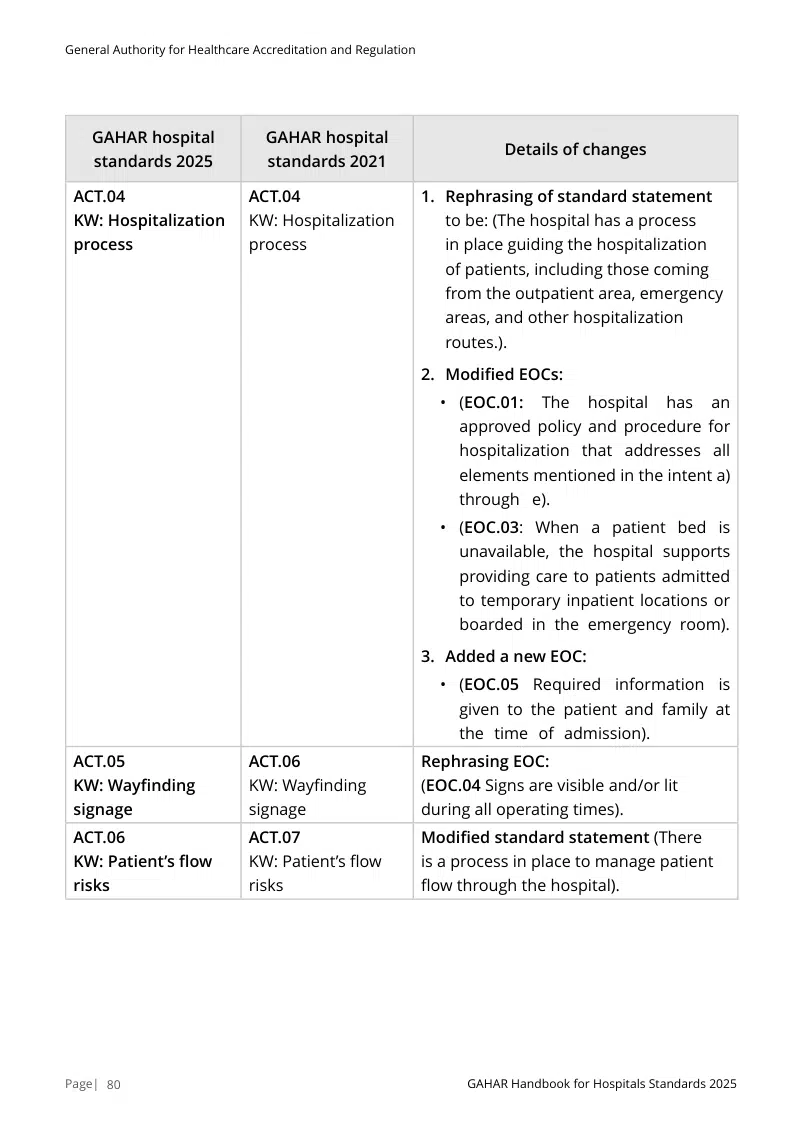 General Authority for Healthcare Accreditation and Regulation
GAHAR hospital
standards 2025
GAHAR hospital
standards 2021
Details of changes
ACT.04
KW: Hospitalization
process
ACT.04
KW: Hospitalization
process
1. Rephrasing of standard statement
to be: (The hospital has a process
in place guiding the hospitalization
of patients, including those coming
from the outpatient area, emergency
areas, and other hospitalization
routes.).
2. Modified EOCs:
• (EOC.01: The hospital has an
approved policy and procedure for
hospitalization that addresses all
elements mentioned in the intent a)
through e).
• (EOC.03: When a patient bed is
unavailable, the hospital supports
providing care to patients admitted
to temporary inpatient locations or
boarded in the emergency room).
3. Added a new EOC:
• (EOC.05 Required information is
given to the patient and family at
the time of admission).
ACT.05
KW: Wayfinding
signage
ACT.06
KW: Wayfinding
signage
Rephrasing EOC:
(EOC.04 Signs are visible and/or lit
during all operating times).
ACT.06
KW: Patient’s flow
risks
ACT.07
KW: Patient’s flow
risks
Modified standard statement (There
is a process in place to manage patient
flow through the hospital).
Page| 80
GAHAR Handbook for Hospitals Standards 2025